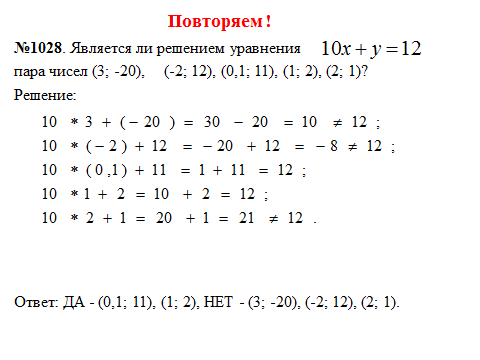 Повторяем !
№1028. Является ли решением уравнения 10x + y = 12
пара чисел (3; -20), (-2; 12), (0,1; 11), (1; 2), (2; 1)?
Решение:
10 * 3 + ( – 20 ) = 30 – 20 = 10 ≠ 12 ;
10 * ( – 2 ) + 12 = – 20 + 12 = – 8 ≠ 12 ;
10 * ( 0 ,1 ) + 11 = 1 + 11 = 12 ;
10 * 1 + 2 = 10 + 2 = 12 ;
10 * 2 + 1 = 20 + 1 = 21 ≠ 12 .
Ответ: ДА - (0,1; 11), (1; 2), НЕТ - (3; -20), (-2; 12), (2; 1).